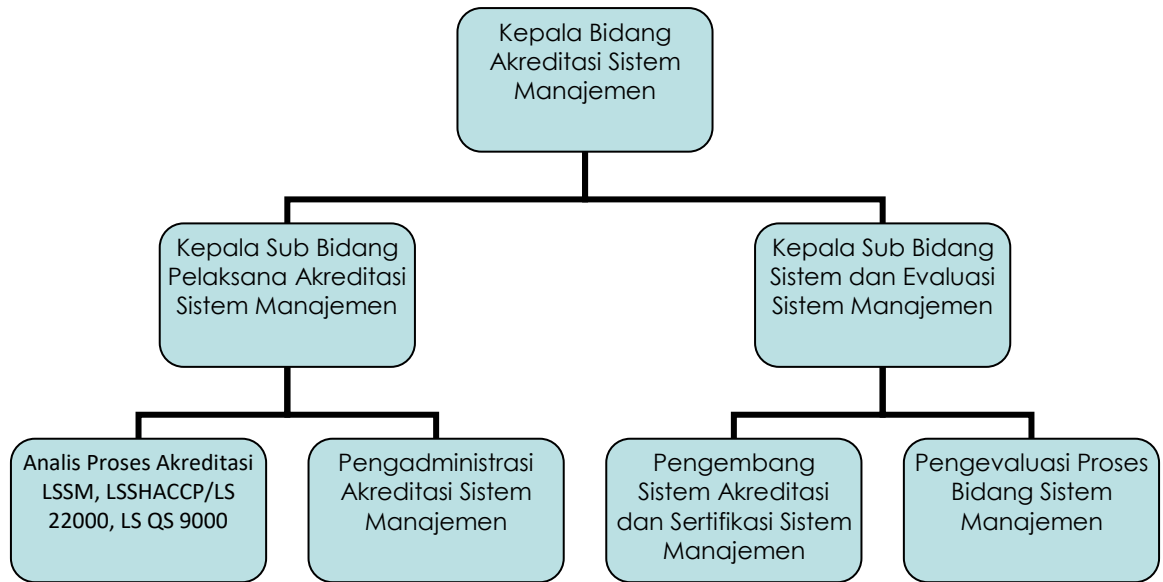 Kepala Bidang
Akreditasi Sistem
Manajemen
Kepala Sub Bidang
Pelaksana Akreditasi
Sistem Manajemen
Kepala Sub Bidang
Sistem dan Evaluasi
Sistem Manajemen
Analis Proses Akreditasi
LSSM, LSSHACCP/LS
22000, LS QS 9000
Pengadministrasi
Akreditasi Sistem
Manajemen
Pengembang
Sistem Akreditasi
dan Sertifikasi Sistem
Manajemen
Pengevaluasi Proses
Bidang Sistem
Manajemen